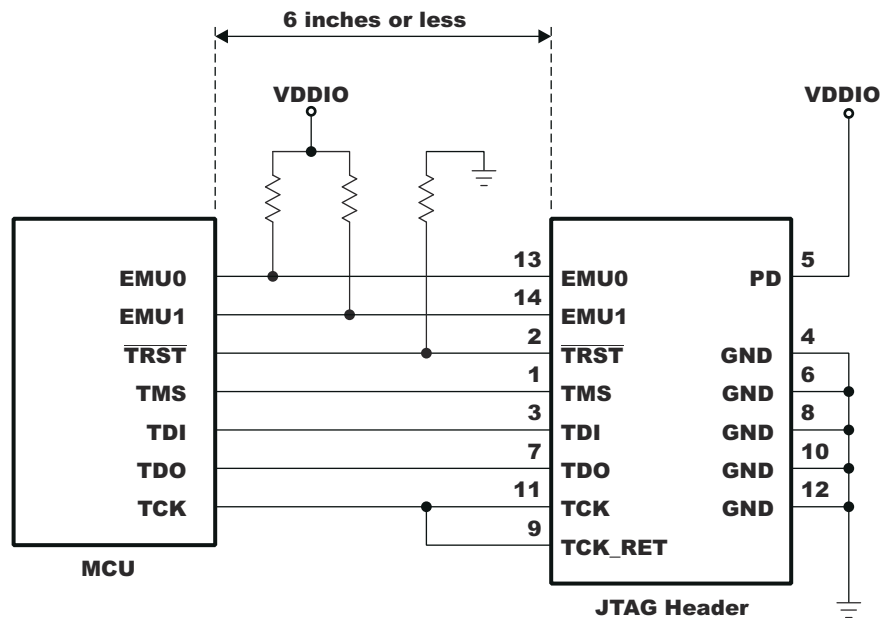 6 inches or less
VDDIO
VDDIO
13
5
EMU0
EMU0
PD
14
EMU1
EMU1
2
4
TRST
TRST
GND
1
6
TMS
TMS
GND
3
8
TDI
TDI
GND
7
10
TDO
TDO
GND
11
12
TCK
TCK
GND
9
TCK_RET
MCU
JTAG Header